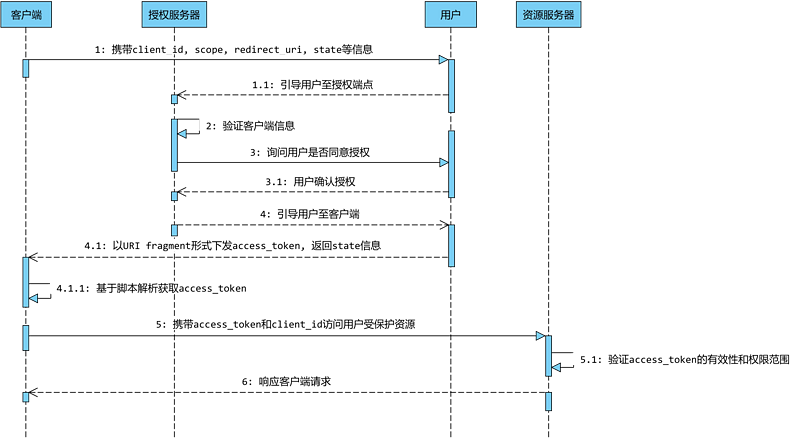 客户端
授权服务器
用户
资源服务器
1: 携带client id, scope, redirect uri, state等信息
1.1: 引导用户至授权端点
2: 验证客户端信息
3: 询问用户是否同意授权
3.1: 用户确认授权
4: 引导用户至客户端
4.1: 以URI fragment形式下发access_token, 返回state信息
4.1.1: 基于脚本解析获取access_token
5: 携带access_token和client_id访问用户受保护资源
5.1: 验证access_token的有效性和权限范围
6: 响应客户端请求